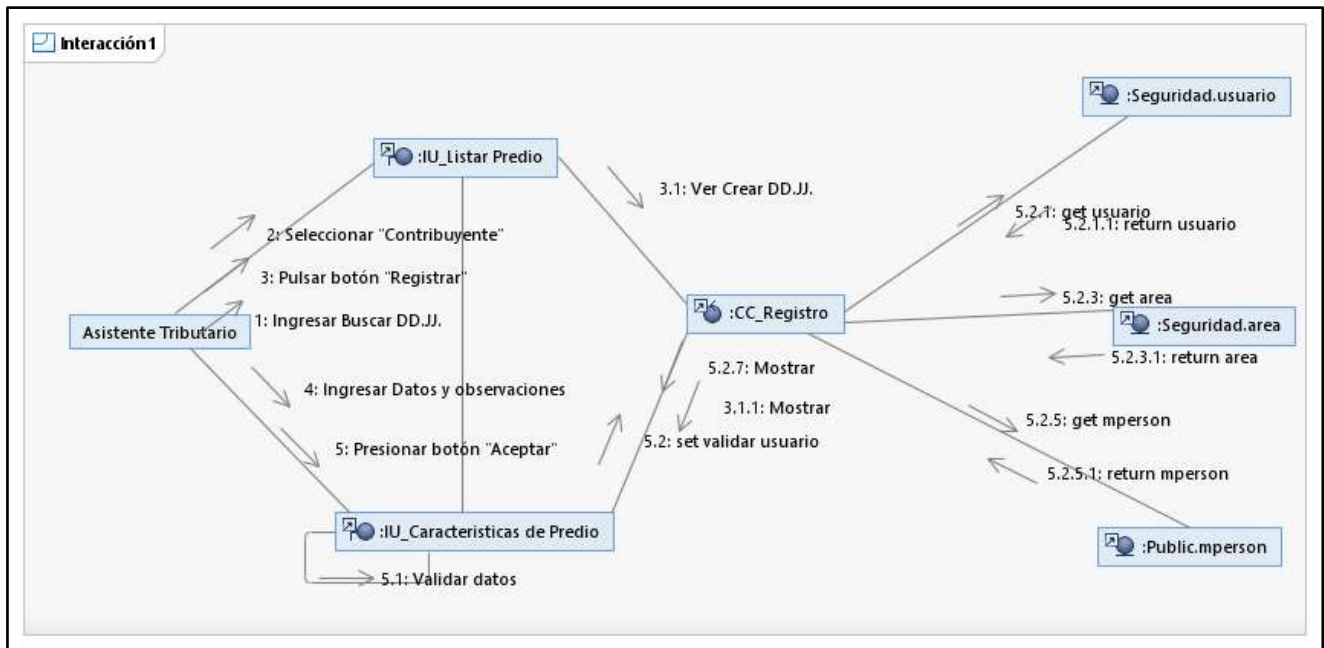 Interacción1
:Seguridad.usuario
:IU_Listar Predio
3.1: Ver Crear DD.JJ.
5.2.1: get usuario
5.2.1.1: return usuario
2: Seleccionar "Contribuyente"
3: Pulsar botón "Registrar"
5.2.3: get area
:CC_Registro
1: Ingresar Buscar DD.JJ.
:Seguridad.area
Asistente Tributario
5.2.3.1: return area
5.2.7: Mostrar
4: Ingresar Datos y observaciones
3.1.1: Mostrar
5.2.5: get mperson
5.2: set validar usuario
5: Presionar botón "Aceptar"
5.2.5.1: return mperson
:IU_Caracteristicas de Predio
:Public.mperson
5.1: Validar datos